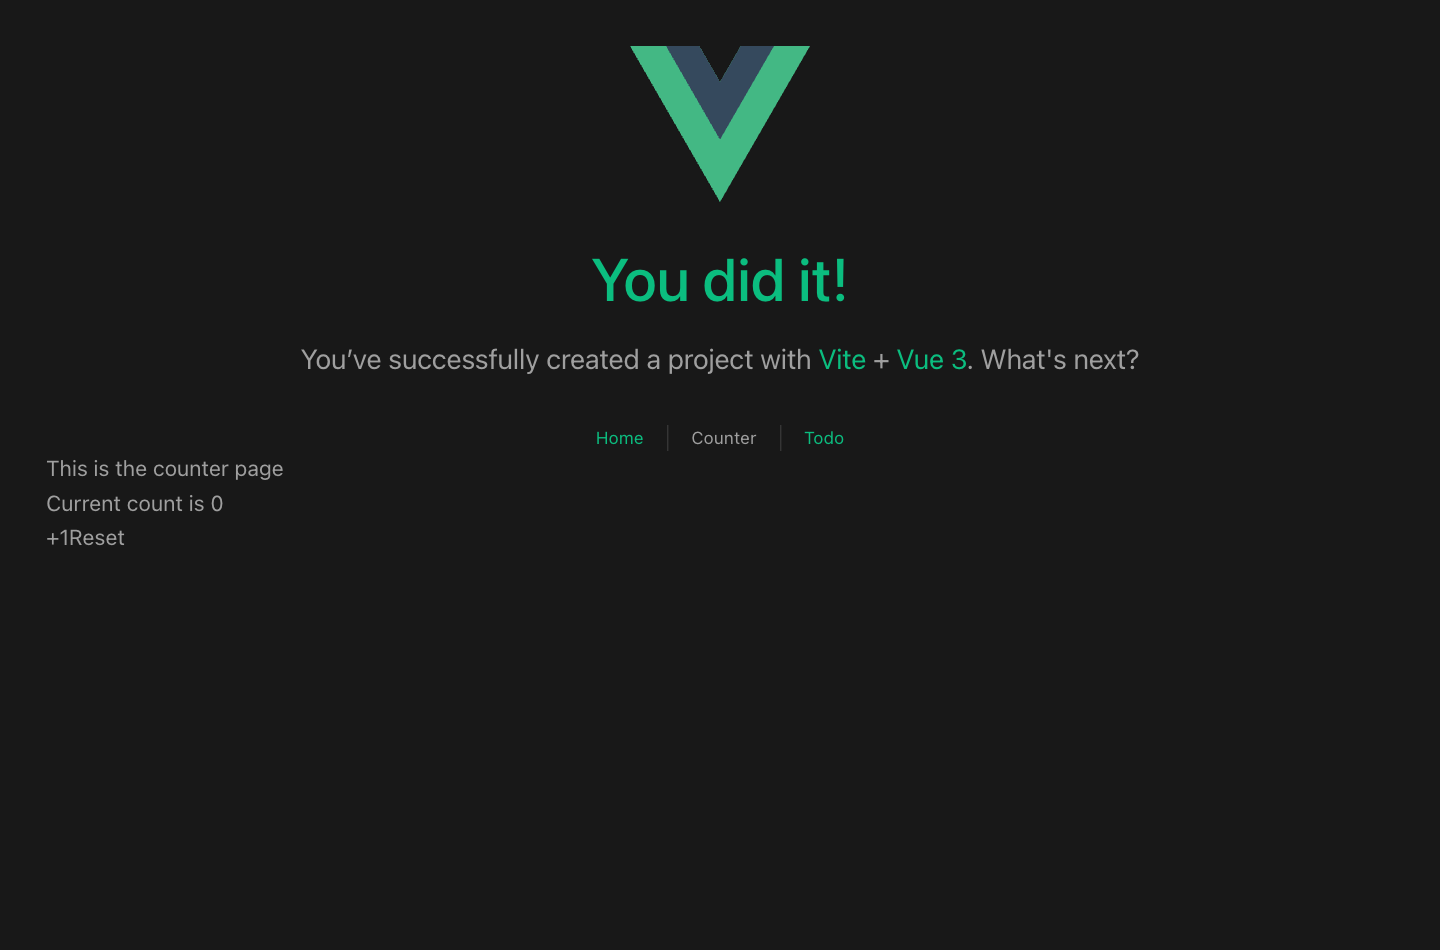 You did it!
You’ve successfully created a project with Vite + Vue 3. What's next?
Home Counter Todo
This is the counter page
Current count is 0
+1Reset